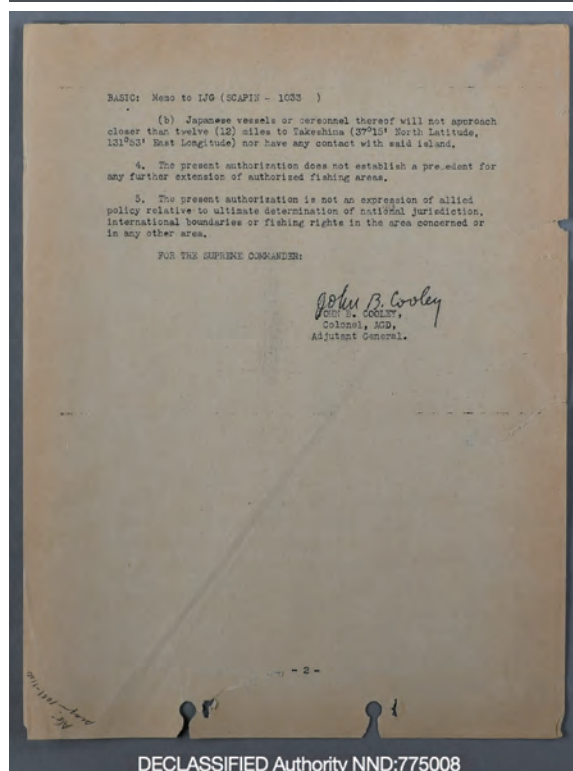 BASIC: Memo to IJG (SCAPIN - 1033 )
(b) Japanese vessels or personnel thereof will not approach
closer than twelve (12) miles to Takeshima (37°15' North Latitude,
131°53' East Longitude) nor have any contact with said island.
4. The present authorization does not establish a precedent for
any further extension of authorized fishing areas.
5. The present authorization is not an expression of allied
policy relative to ultimate determination of national jurisdiction,
international boundaries or fishing rights in the area concerned or
in any other area.
FOR THE SUPREME COMMANDER:
John B. Cooley
JOHN B. COOLEY,
Colonel, AGD,
Adjutant General.
- 2 -
DECLASSIFIED Authority NND:775008